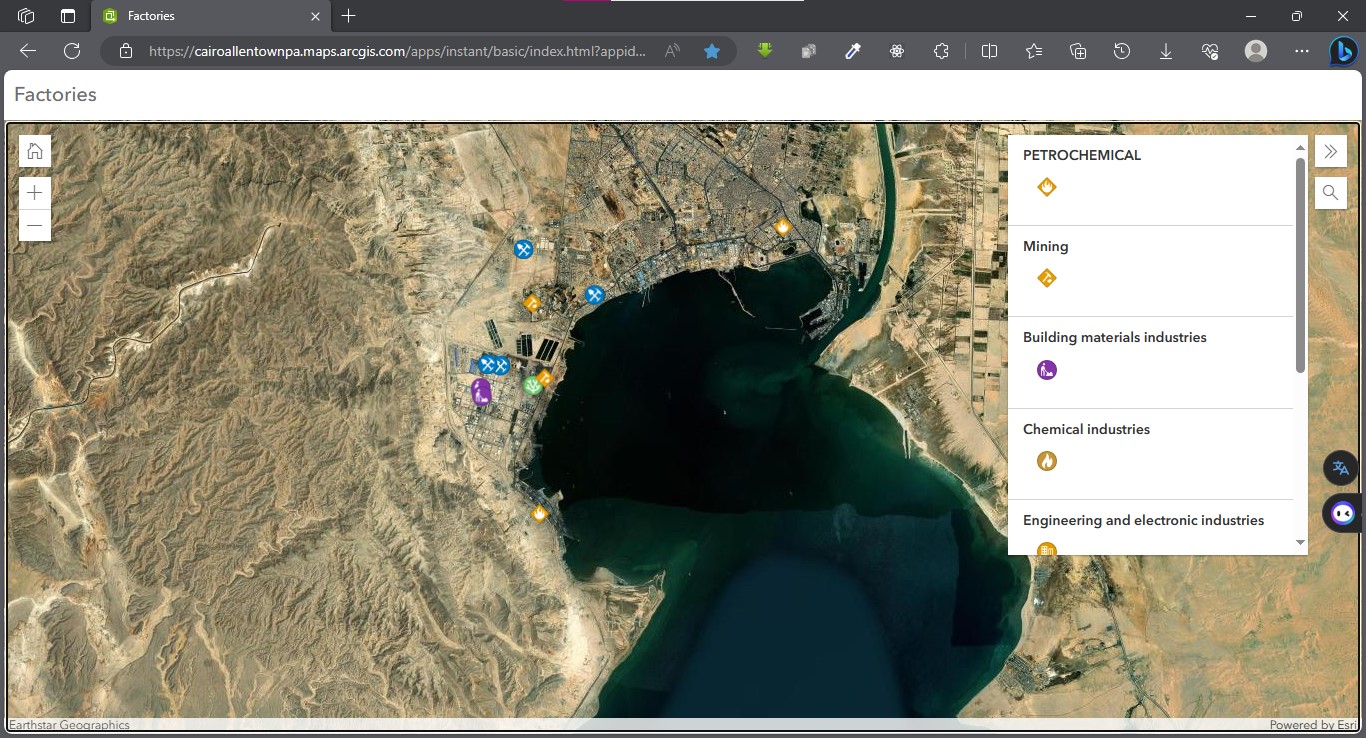 Factories
https://cairoallentownpa.maps.arcgis.com/apps/instant/basic/index.html?appid...
Factories
PETROCHEMICAL
Mining
Building materials industries
Chemical industries
Engineering and electronic industries
Earthstar Geographics
Powered by Esri